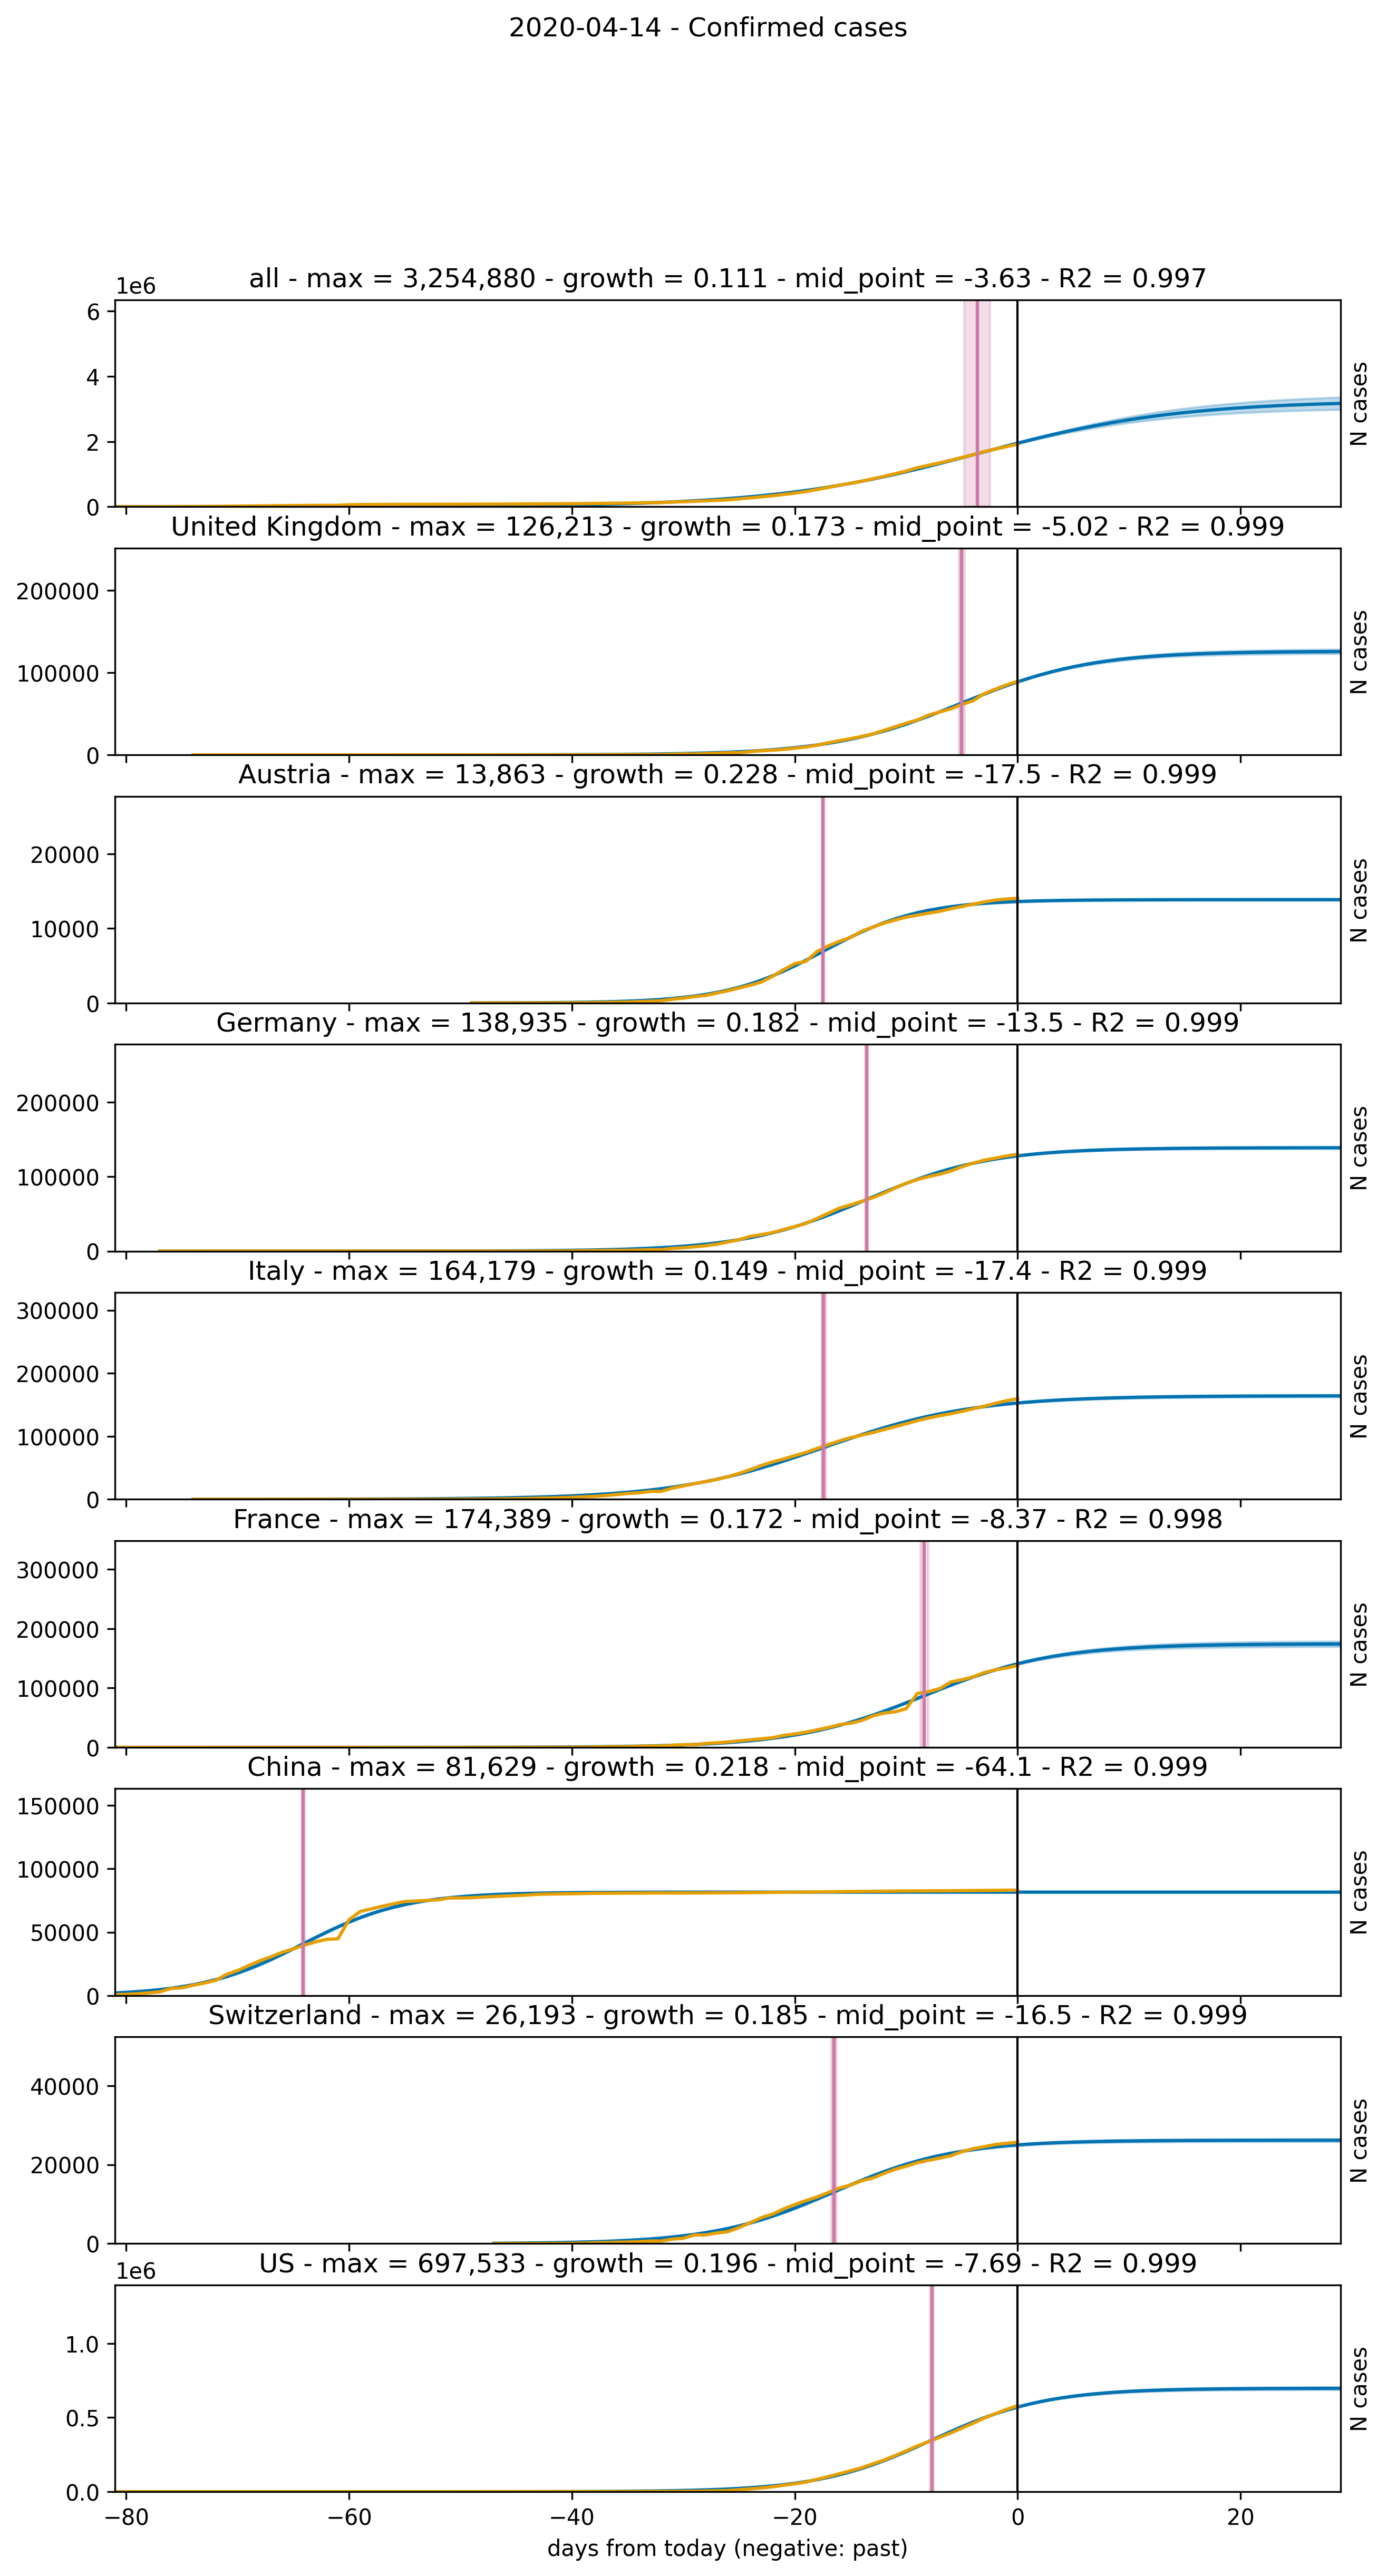 2020-04-14 - Confirmed cases
all - max = 3,254,880 - growth = 0.111 - mid_point = -3.63 - R2 = 0.997
1e6
6
4
2
0
N cases
United Kingdom - max = 126,213 - growth = 0.173 - mid_point = -5.02 - R2 = 0.999
200000
100000
0
N cases
Austria - max = 13,863 - growth = 0.228 - mid_point = -17.5 - R2 = 0.999
20000
10000
0
N cases
Germany - max = 138,935 - growth = 0.182 - mid_point = -13.5 - R2 = 0.999
200000
100000
0
N cases
Italy - max = 164,179 - growth = 0.149 - mid_point = -17.4 - R2 = 0.999
300000
200000
100000
0
N cases
France - max = 174,389 - growth = 0.172 - mid_point = -8.37 - R2 = 0.998
300000
200000
100000
0
N cases
China - max = 81,629 - growth = 0.218 - mid_point = -64.1 - R2 = 0.999
150000
100000
50000
0
N cases
Switzerland - max = 26,193 - growth = 0.185 - mid_point = -16.5 - R2 = 0.999
40000
20000
0
N cases
US - max = 697,533 - growth = 0.196 - mid_point = -7.69 - R2 = 0.999
1e6
1.0
0.5
0.0
N cases
−80 −60 −40 −20 0 20
days from today (negative: past)